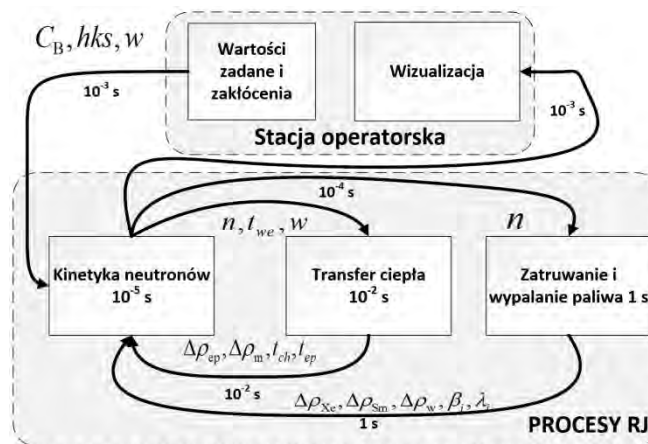 C_B, hks, w
Wartości
zadane i
zakłócenia
Wizualizacja
10⁻³ s
10⁻³ s
Stacja operatorska
10⁻⁴ s
n, t_we, w
n
Kinetyka neutronów
10⁻⁵ s
Transfer ciepła
10⁻² s
Zatruwanie i
wypalanie paliwa 1 s
Δρ_ep, Δρ_m, t_ch, t_ep
10⁻² s
Δρ_Xe, Δρ_Sm, Δρ_w, β_i, λ_i
1 s
PROCESY RJ